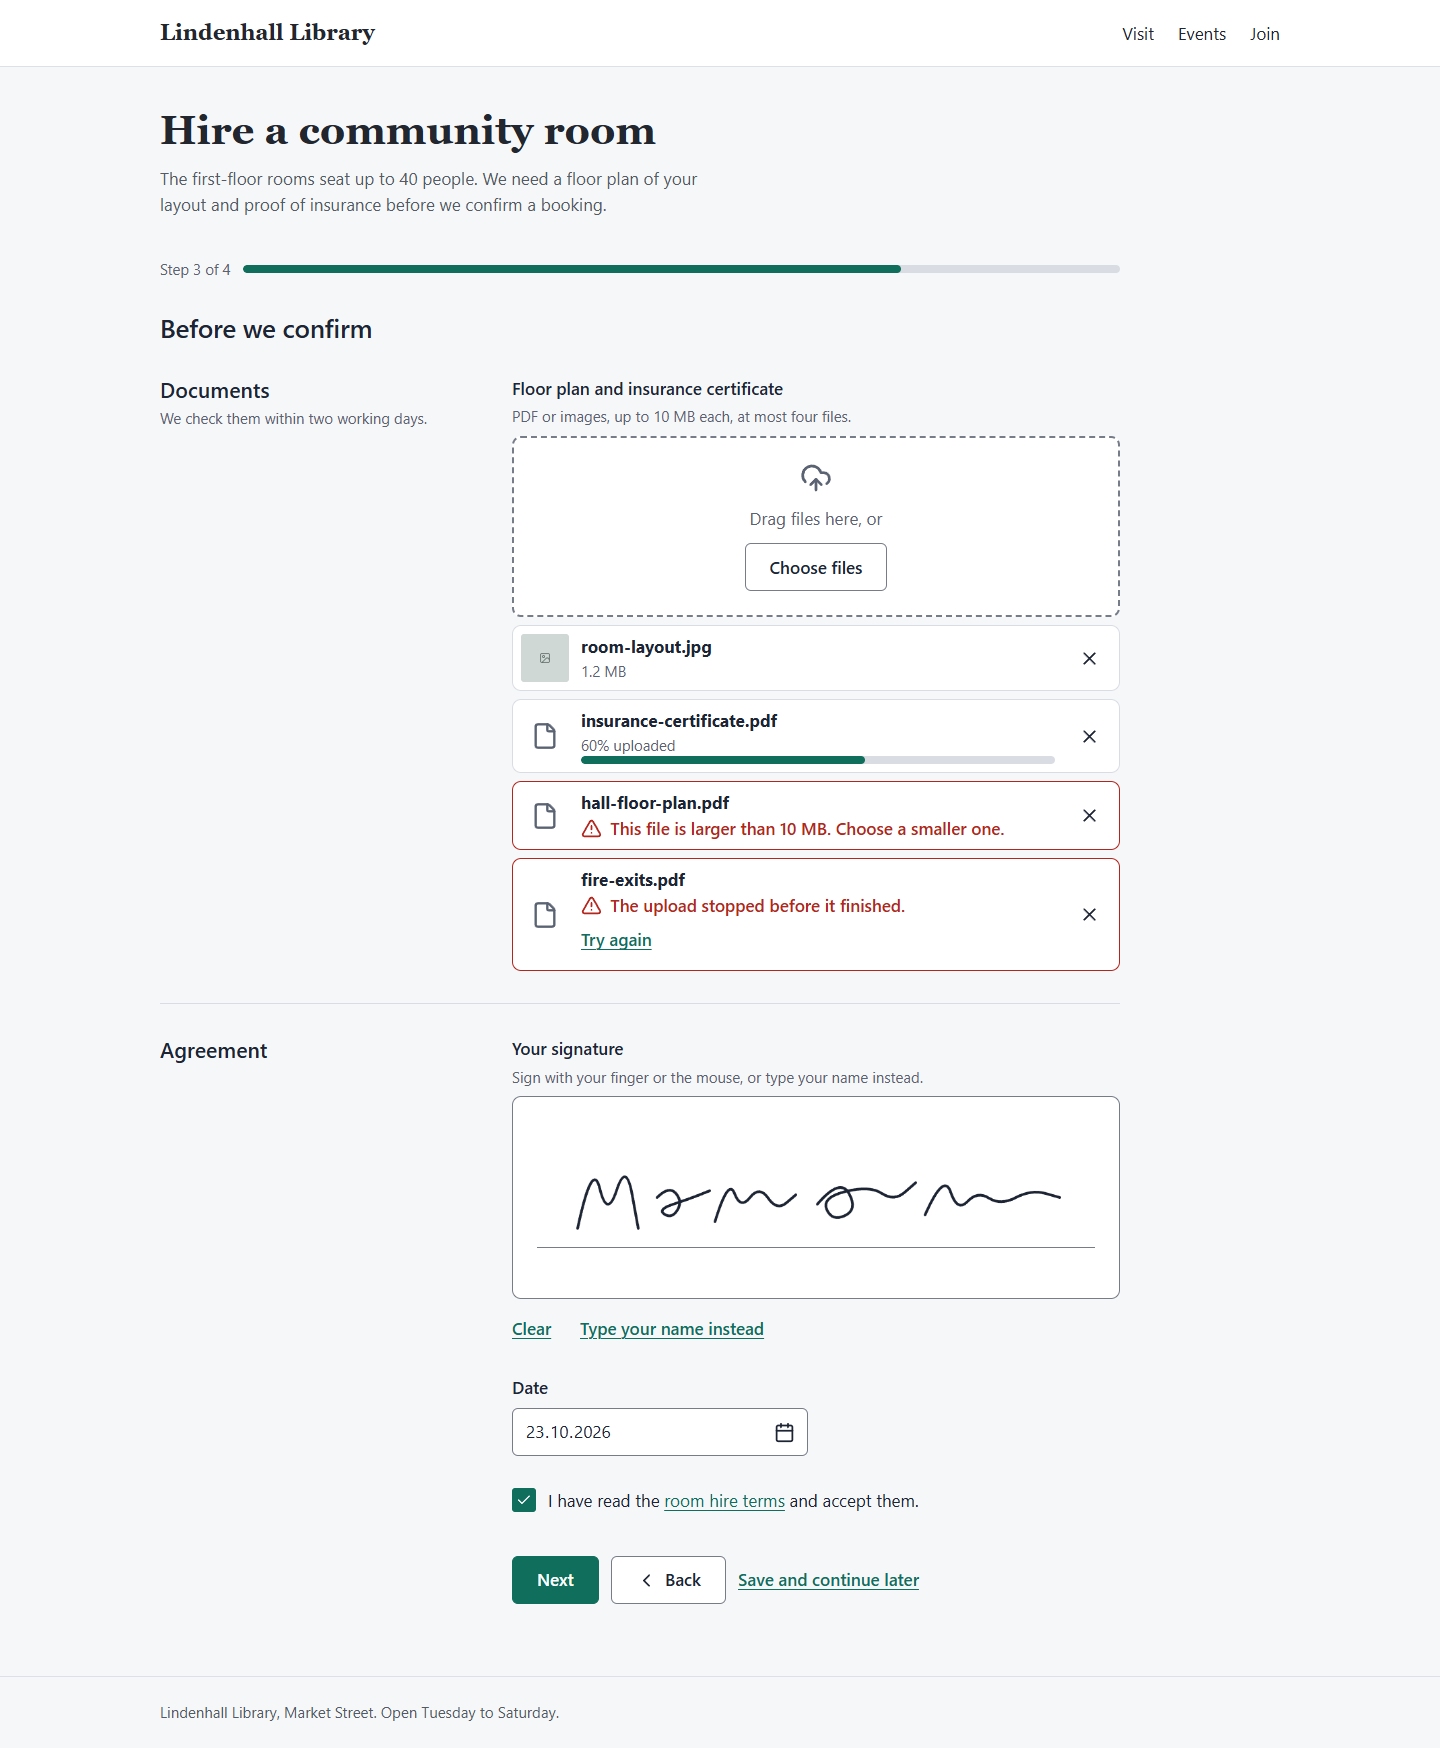 Lindenhall Library
Visit Events Join
Hire a community room
The first-floor rooms seat up to 40 people. We need a floor plan of your
layout and proof of insurance before we confirm a booking.
Step 3 of 4
Before we confirm
Documents
We check them within two working days.
Floor plan and insurance certificate
PDF or images, up to 10 MB each, at most four files.
Drag files here, or
Choose files
room-layout.jpg
1.2 MB
insurance-certificate.pdf
60% uploaded
hall-floor-plan.pdf
This file is larger than 10 MB. Choose a smaller one.
fire-exits.pdf
The upload stopped before it finished.
Try again
Agreement
Your signature
Sign with your finger or the mouse, or type your name instead.
Clear Type your name instead
Date
23.10.2026
I have read the room hire terms and accept them.
Next Back Save and continue later
Lindenhall Library, Market Street. Open Tuesday to Saturday.